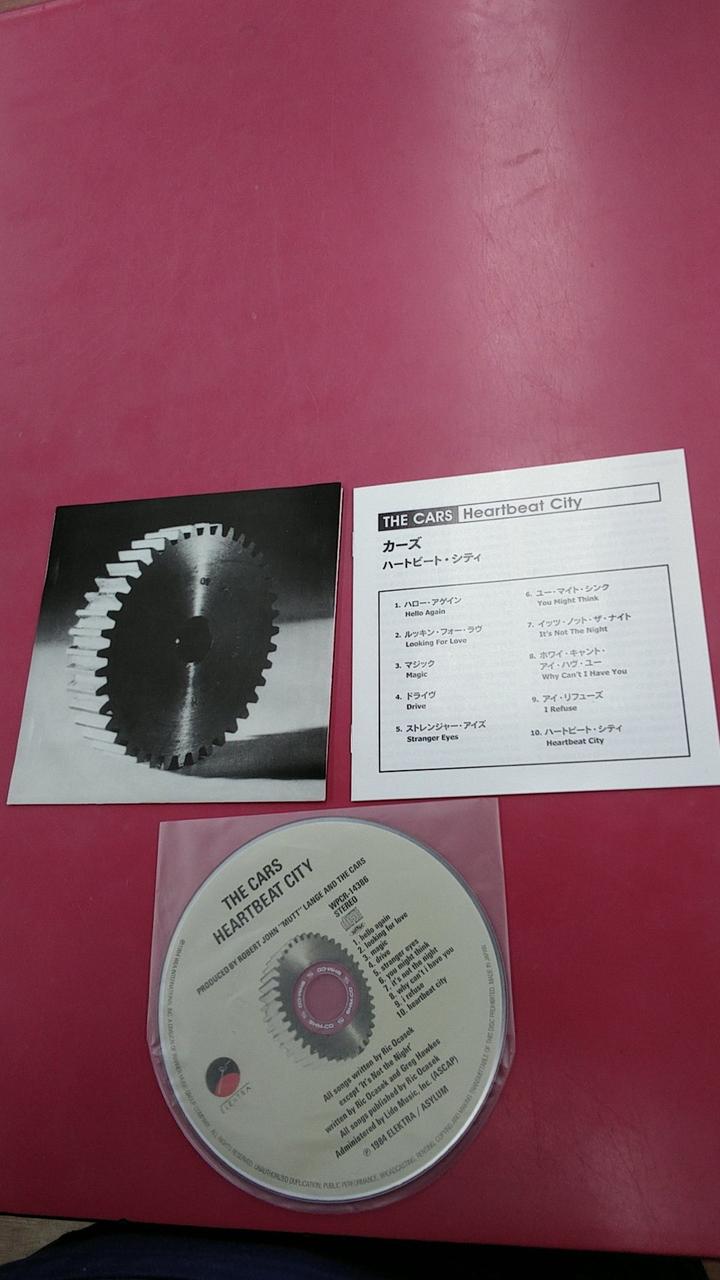 THE CARS Heartbeat City
カーズ
ハートビート・シティ
1. ハロー・アゲイン
Hello Again
2. ルッキン・フォー・ラヴ
Looking For Love
3. マジック
Magic
4. ドライヴ
Drive
5. ストレンジャー・アイズ
Stranger Eyes
6. ユー・マイト・シンク
You Might Think
7. イッツ・ノット・ザ・ナイト
It's Not The Night
8. ホワイ・キャント・
アイ・ハヴ・ユー
Why Can't I Have You
9. アイ・リフューズ
I Refuse
10. ハートビート・シティ
Heartbeat City
THE CARS
HEARTBEAT CITY
PRODUCED BY ROBERT JOHN "MUTT" LANGE AND THE CARS
WPCR-14386
STEREO
1. hello again
2. looking for love
3. magic
4. drive
5. stranger eyes
6. you might think
7. it's not the night
8. why can't i have you
9. i refuse
10. heartbeat city
All songs written by Ric Ocasek
except "It's Not the Night"
written by Ric Ocasek and Greg Hawkes
All songs published by Ric Ocasek
Administered by Lido Music, Inc. (ASCAP)
℗ 1984 ELEKTRA / ASYLUM
ELEKTRA